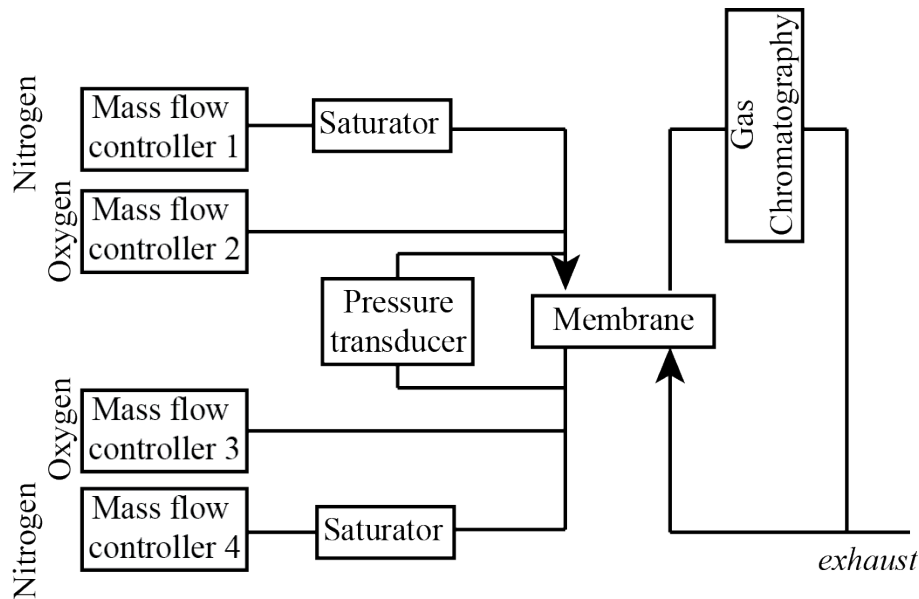 Nitrogen
Mass flow
controller 1
Saturator
Oxygen
Mass flow
controller 2
Pressure
transducer
Membrane
Gas
Chromatography
Oxygen
Mass flow
controller 3
Nitrogen
Mass flow
controller 4
Saturator
exhaust